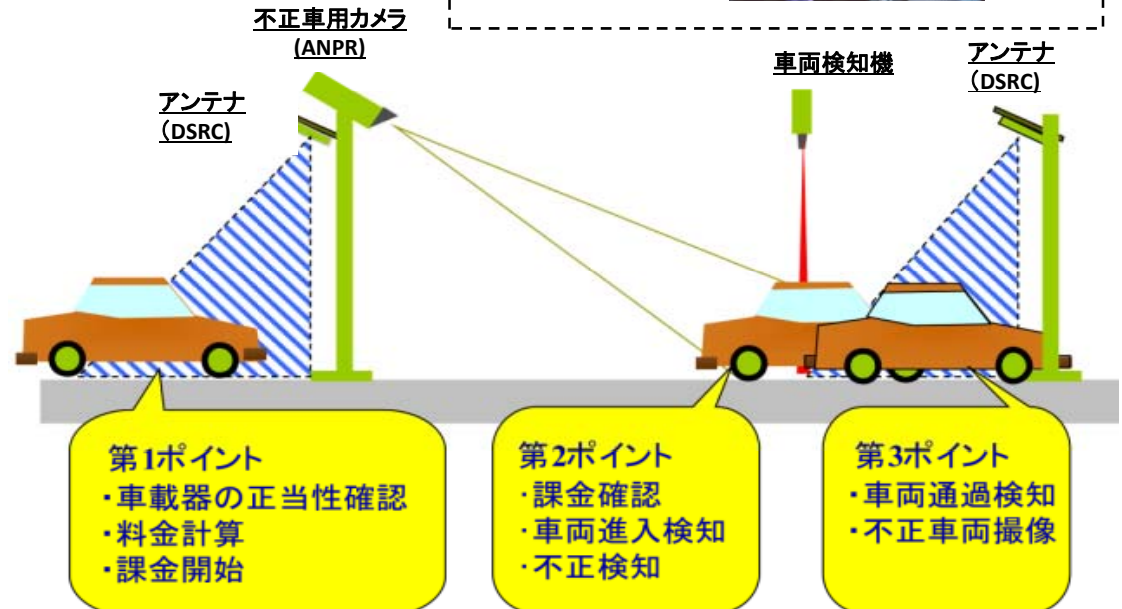 不正車用カメラ
(ANPR)
アンテナ
（DSRC)
車両検知機
アンテナ
（DSRC)
第1ポイント
・車載器の正当性確認
・料金計算
・課金開始
第2ポイント
・課金確認
・車両進入検知
・不正検知
第3ポイント
・車両通過検知
・不正車両撮像